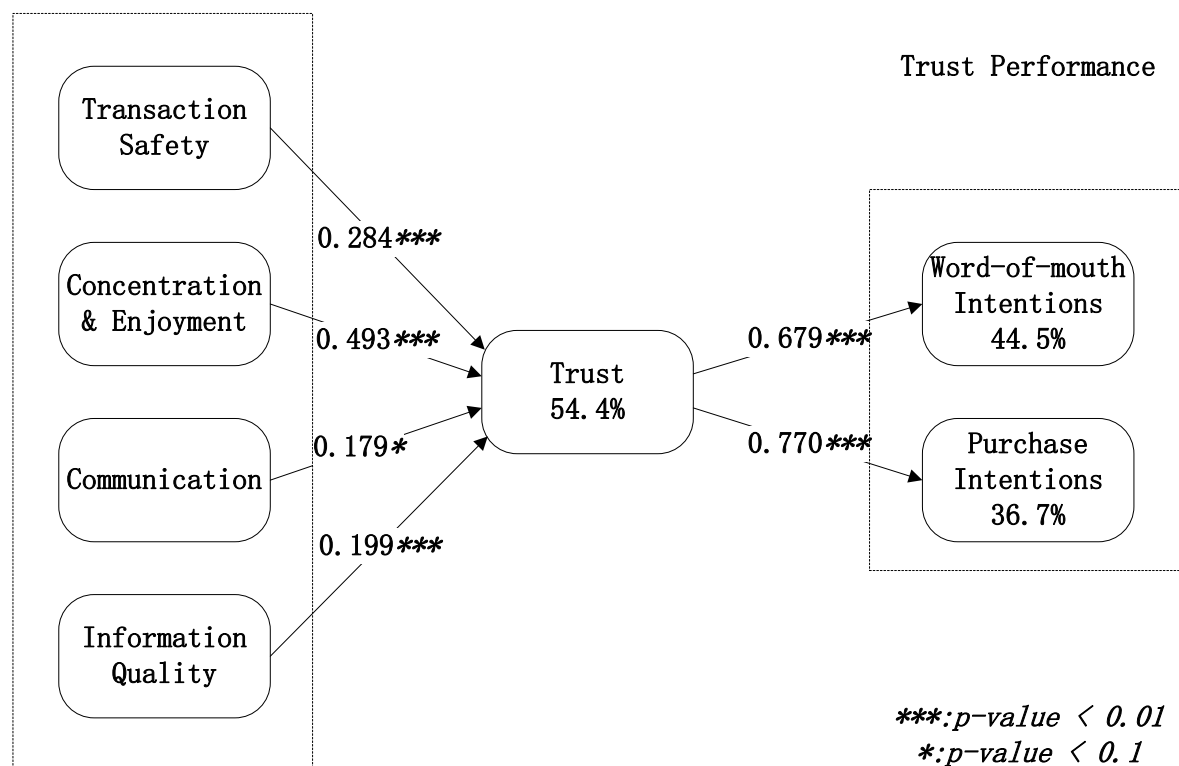 Trust Performance
Transaction
Safety
0.284***
Concentration
& Enjoyment
0.493***
Communication
0.179*
Information
Quality
0.199***
Trust
54.4%
0.679***
0.770***
Word-of-mouth
Intentions
44.5%
Purchase
Intentions
36.7%
***:p-value < 0.01
*:p-value < 0.1